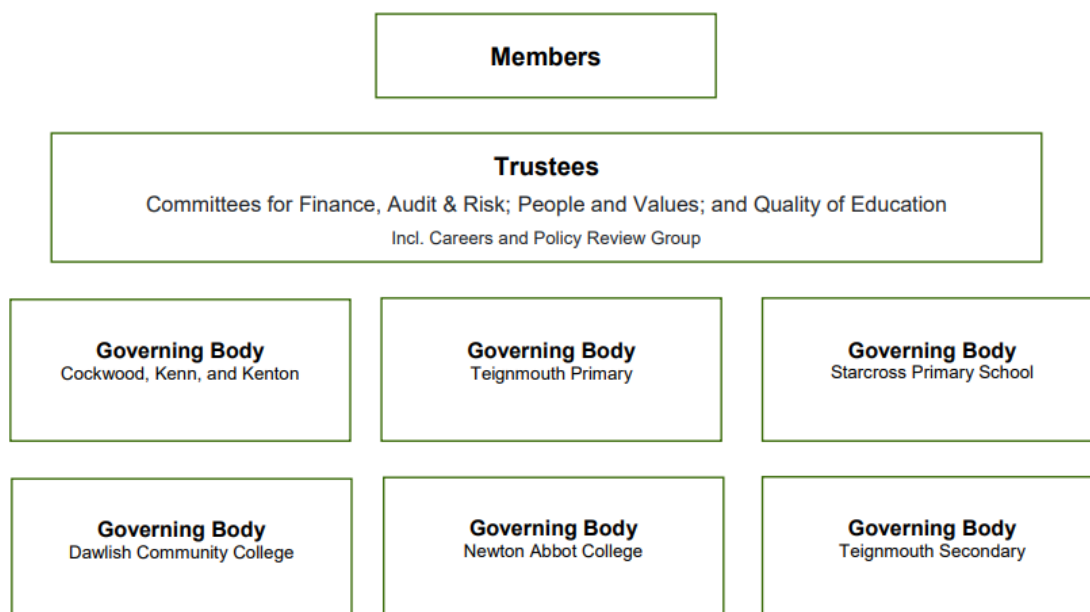 Members
Trustees
Committees for Finance, Audit & Risk; People and Values; and Quality of Education
Incl. Careers and Policy Review Group
Governing Body
Cockwood, Kenn, and Kenton
Governing Body
Teignmouth Primary
Governing Body
Starcross Primary School
Governing Body
Dawlish Community College
Governing Body
Newton Abbot College
Governing Body
Teignmouth Secondary